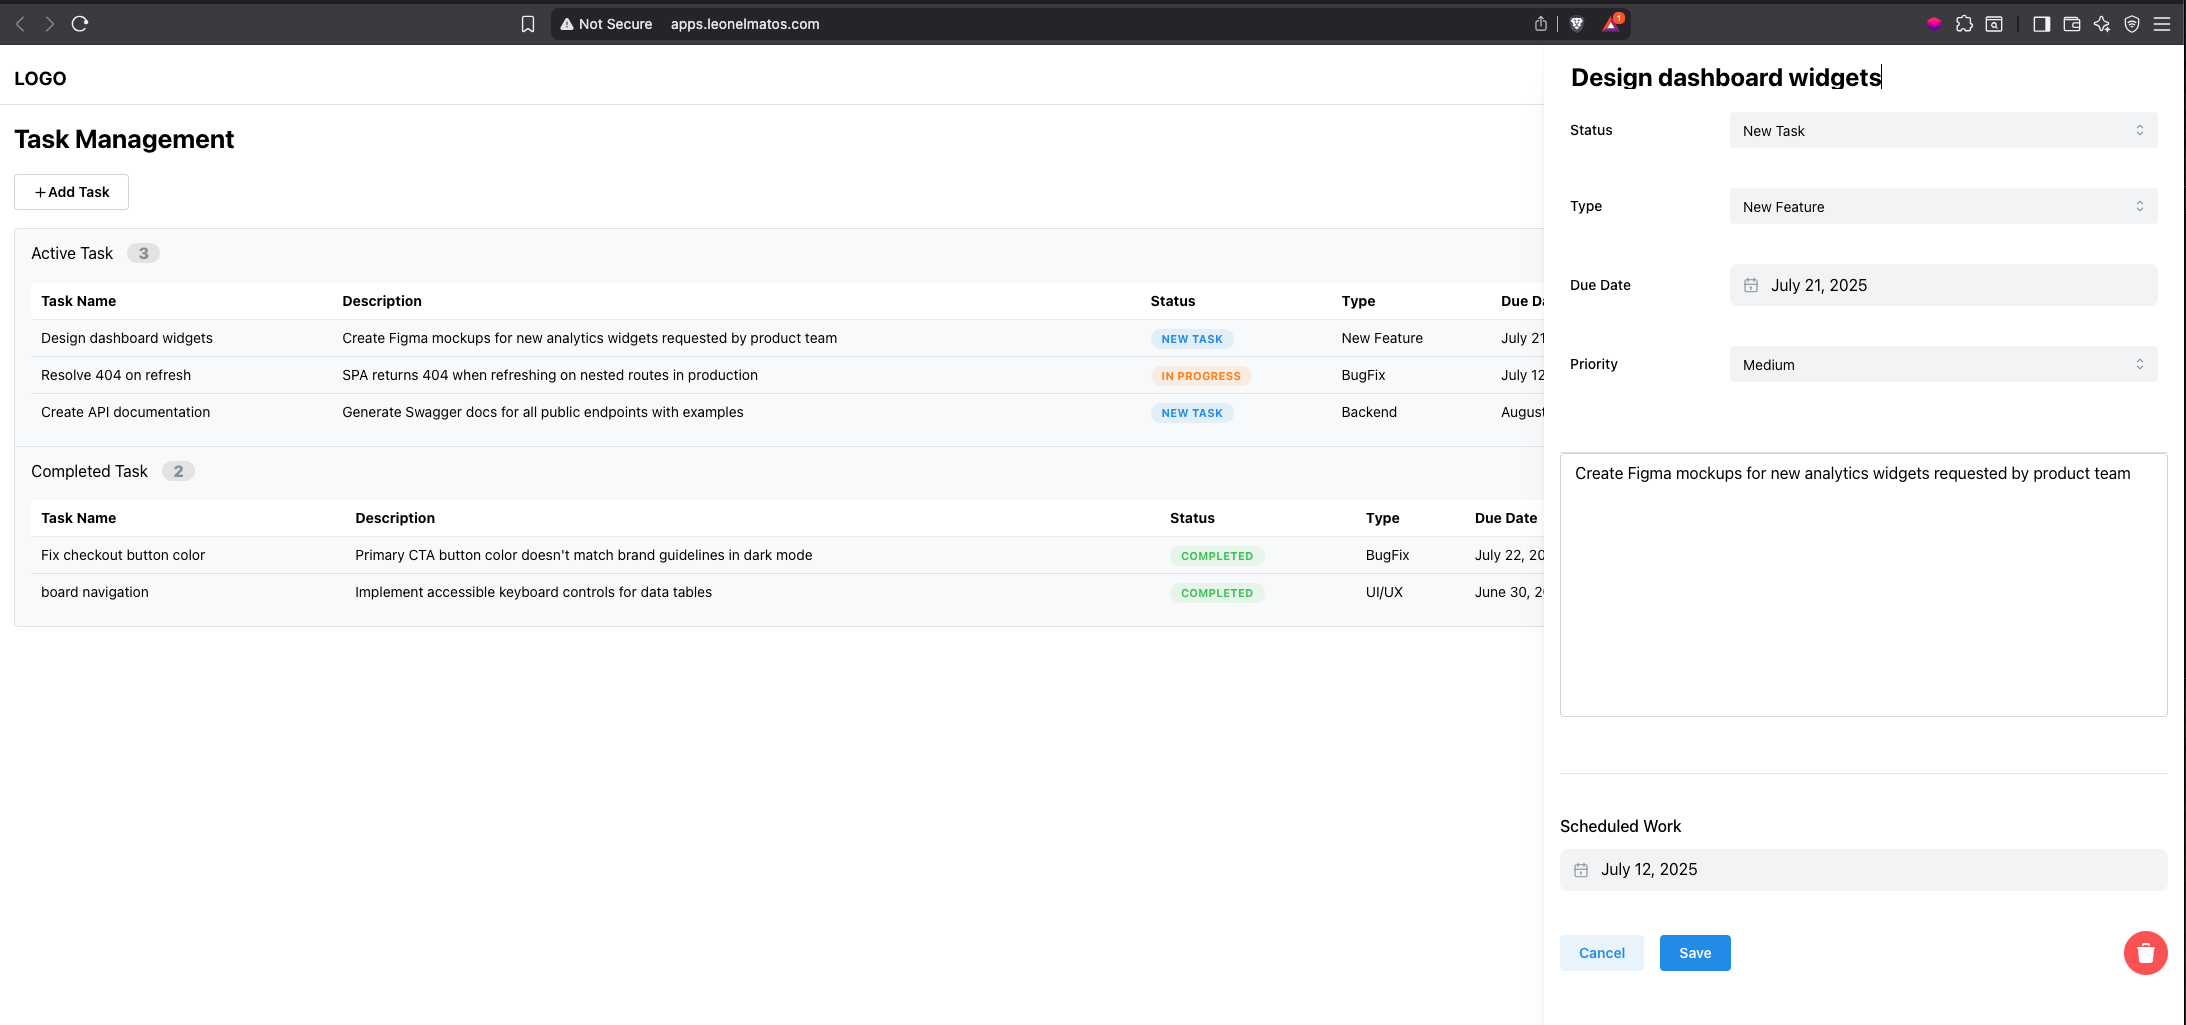 Not Secure apps.leonelmatos.com 1
LOGO
Task Management
+ Add Task
Active Task 3
Task Name Description Status Type Due Da
Design dashboard widgets Create Figma mockups for new analytics widgets requested by product team NEW TASK New Feature July 21
Resolve 404 on refresh SPA returns 404 when refreshing on nested routes in production IN PROGRESS BugFix July 12
Create API documentation Generate Swagger docs for all public endpoints with examples NEW TASK Backend August
Completed Task 2
Task Name Description Status Type Due Date
Fix checkout button color Primary CTA button color doesn't match brand guidelines in dark mode COMPLETED BugFix July 22, 20
board navigation Implement accessible keyboard controls for data tables COMPLETED UI/UX June 30, 2
Design dashboard widgets
Status New Task
Type New Feature
Due Date July 21, 2025
Priority Medium
Create Figma mockups for new analytics widgets requested by product team
Scheduled Work
July 12, 2025
Cancel Save